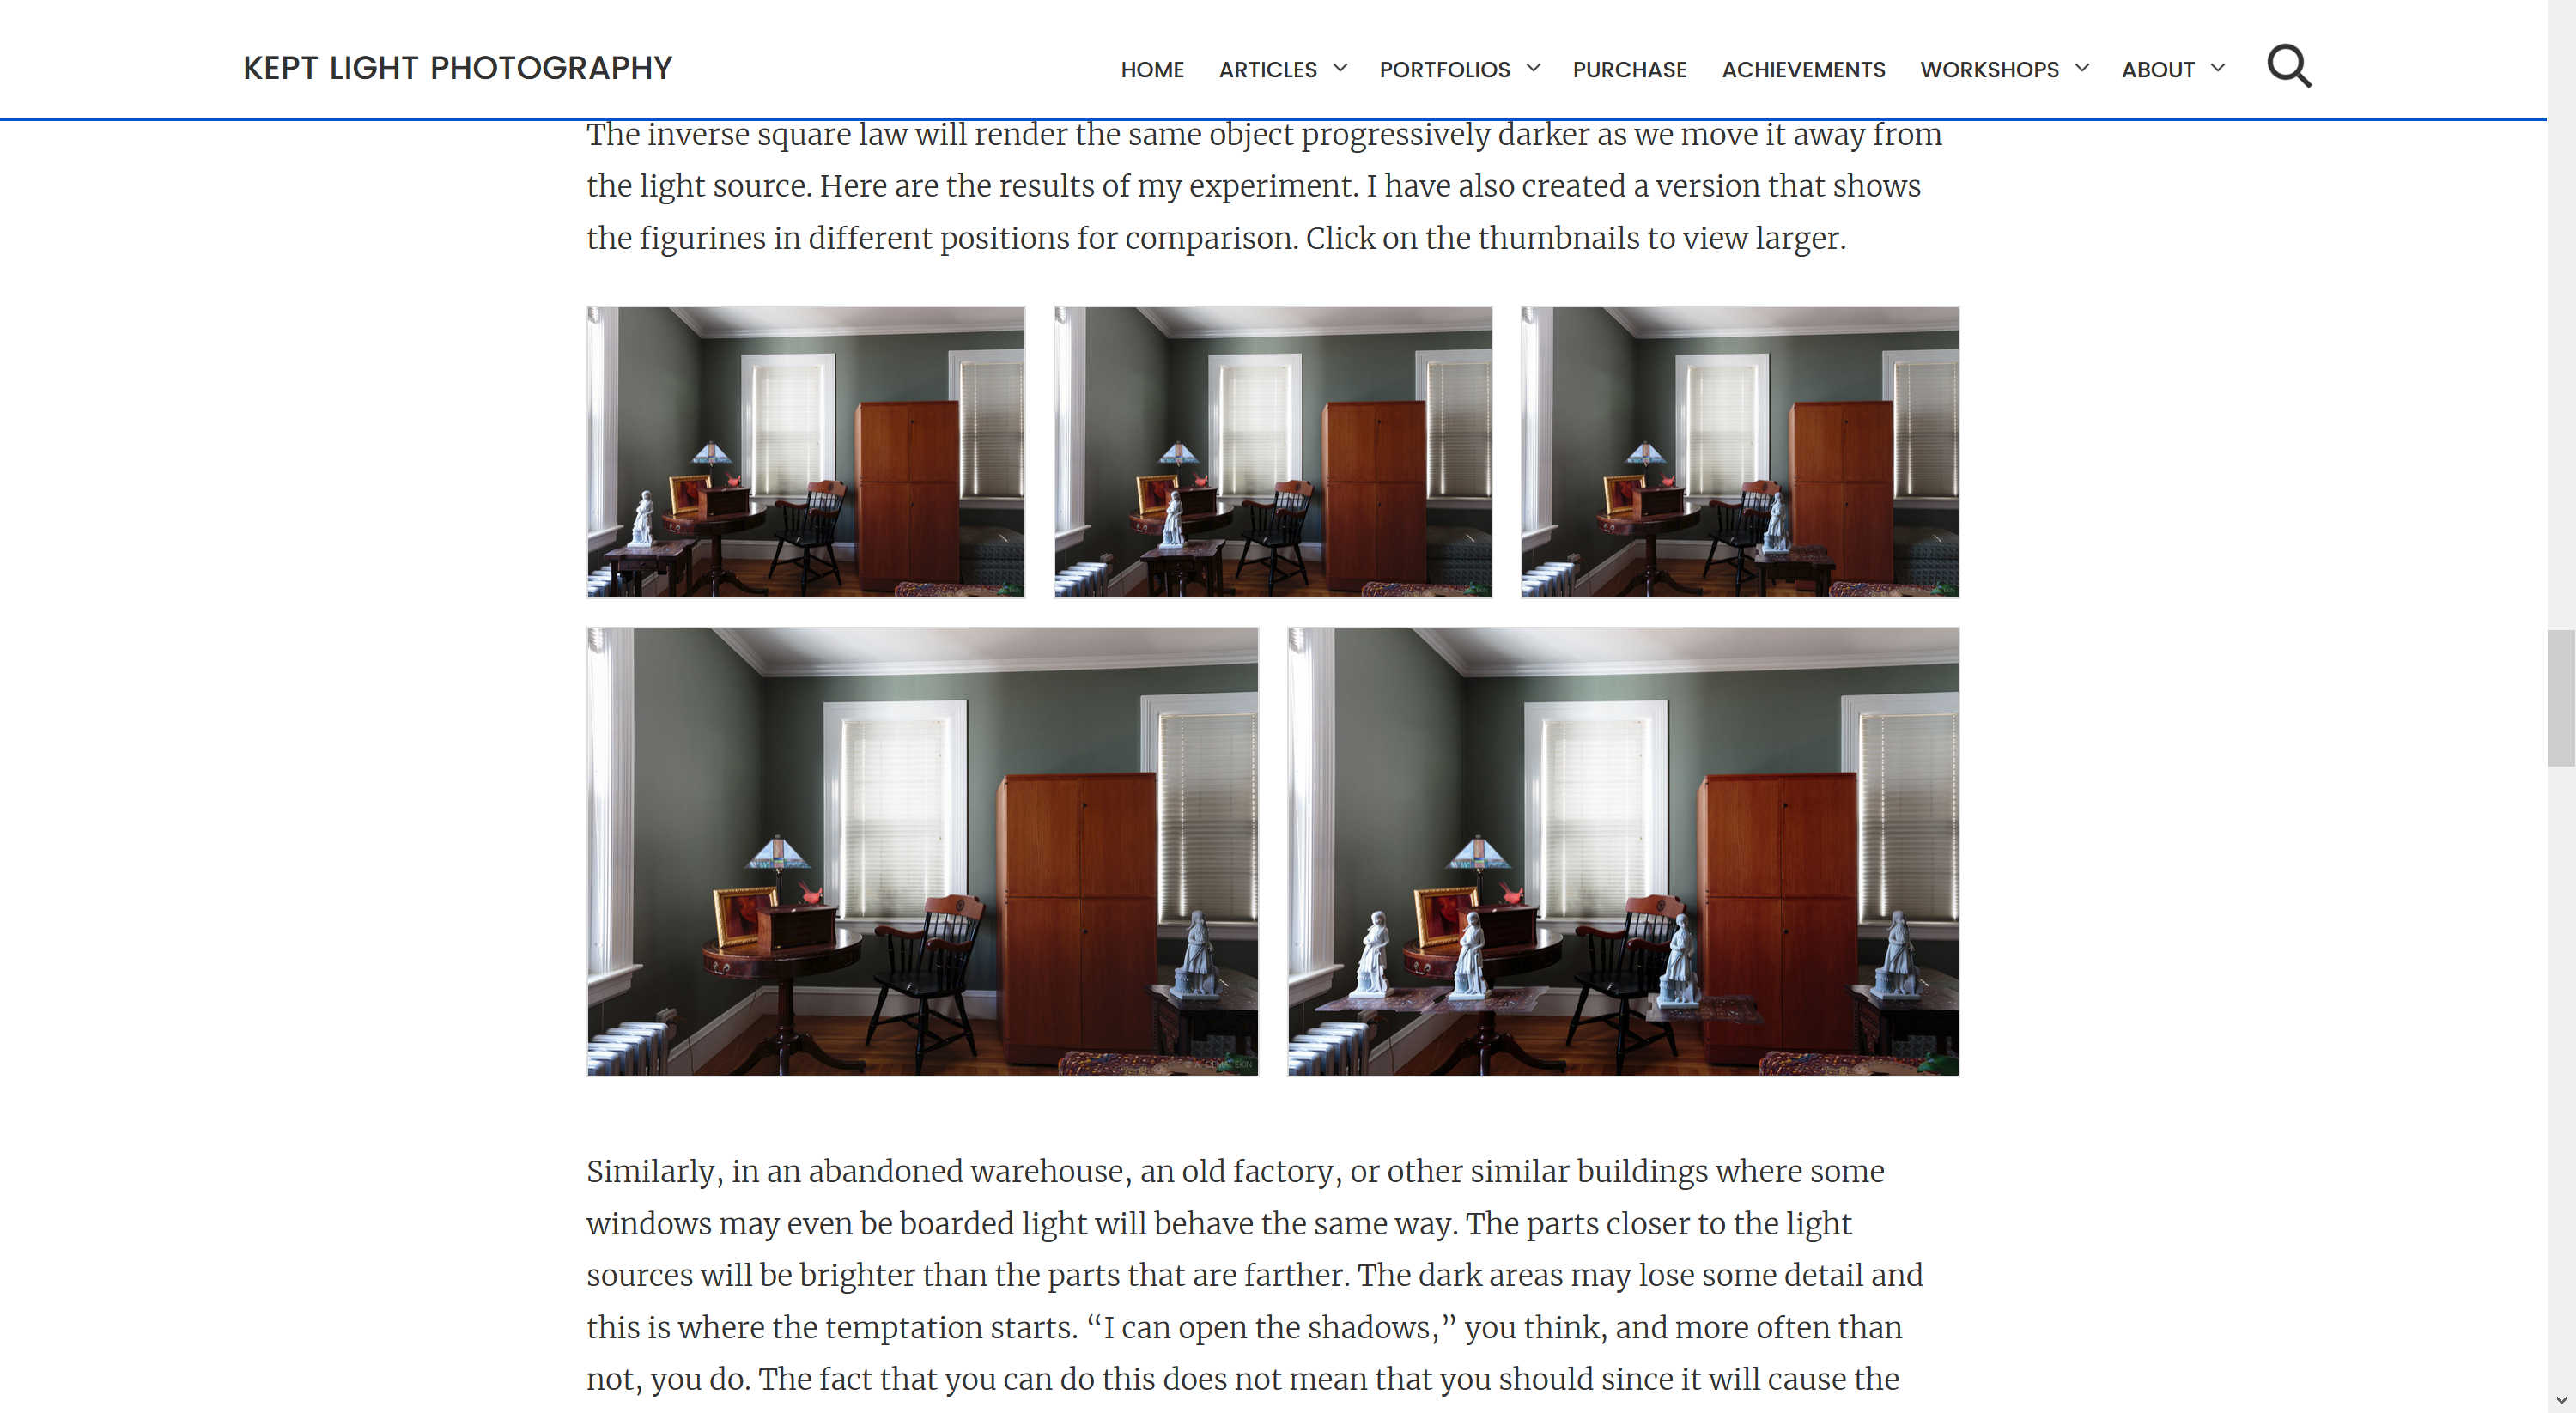 KEPT LIGHT PHOTOGRAPHY
HOME ARTICLES PORTFOLIOS PURCHASE ACHIEVEMENTS WORKSHOPS ABOUT
The inverse square law will render the same object progressively darker as we move it away from
the light source. Here are the results of my experiment. I have also created a version that shows
the figurines in different positions for comparison. Click on the thumbnails to view larger.
Similarly, in an abandoned warehouse, an old factory, or other similar buildings where some
windows may even be boarded light will behave the same way. The parts closer to the light
sources will be brighter than the parts that are farther. The dark areas may lose some detail and
this is where the temptation starts. “I can open the shadows,” you think, and more often than
not, you do. The fact that you can do this does not mean that you should since it will cause the